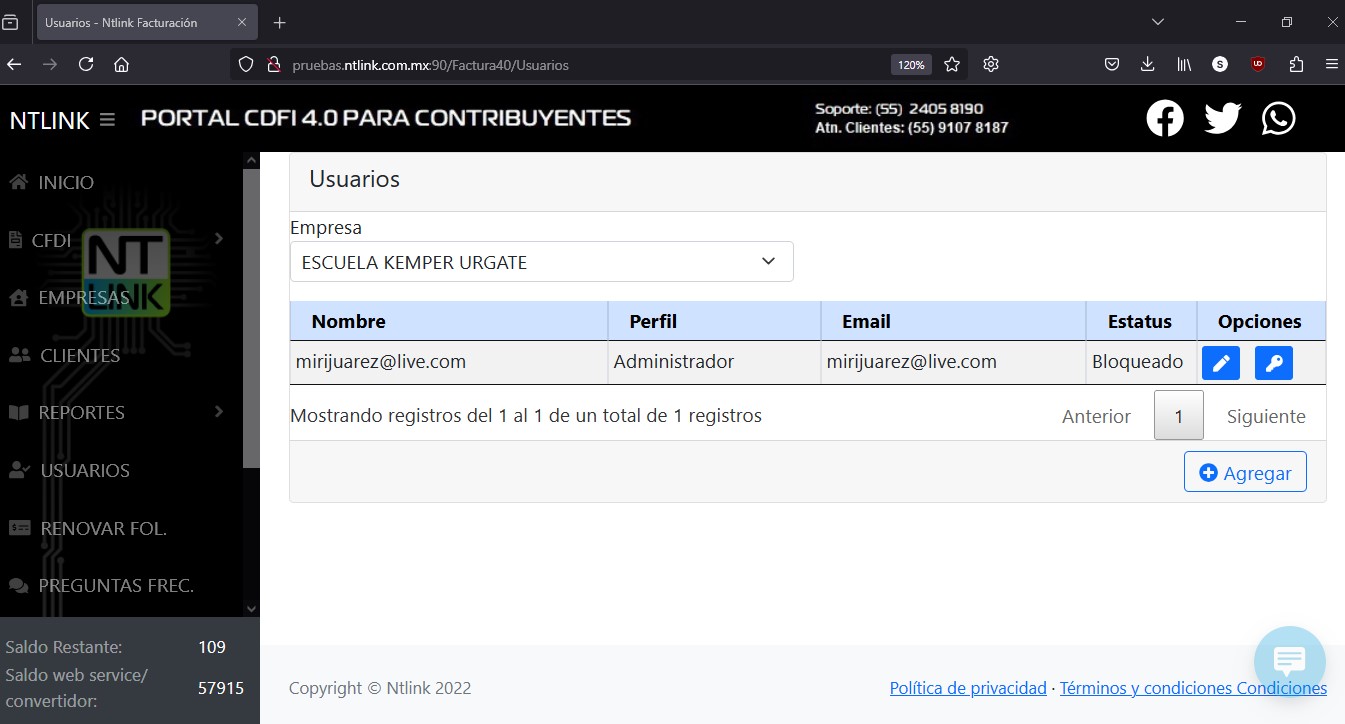 Usuarios - Ntlink Facturación
pruebas.ntlink.com.mx:90/Factura40/Usuarios 120% S UD
NTLINK PORTAL CDFI 4.0 PARA CONTRIBUYENTES
Soporte: (55) 2405 8190
Atn. Clientes: (55) 9107 8187
NT
LINK
INICIO
CFDI
EMPRESAS
CLIENTES
REPORTES
USUARIOS
RENOVAR FOL.
PREGUNTAS FREC.
Saldo Restante: 109
Saldo web service/
convertidor: 57915
Usuarios
Empresa
ESCUELA KEMPER URGATE
Nombre Perfil Email Estatus Opciones
mirijuarez@live.com Administrador mirijuarez@live.com Bloqueado
Mostrando registros del 1 al 1 de un total de 1 registros Anterior 1 Siguiente
Agregar
Copyright © Ntlink 2022 Política de privacidad · Términos y condiciones Condiciones